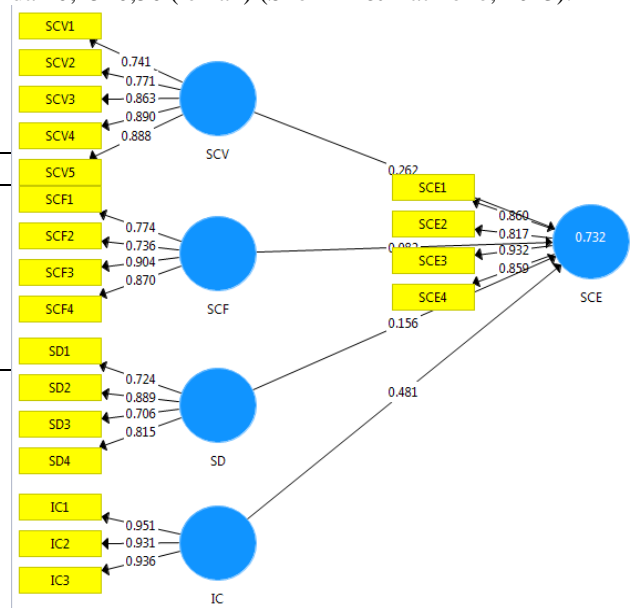 SCV1
SCV2
SCV3
SCV4
SCV5
0.741
0.771
0.863
0.890
0.888
SCV
0.262
SCF1
SCF2
SCF3
SCF4
0.774
0.736
0.904
0.870
SCF
SD1
SD2
SD3
SD4
0.724
0.889
0.706
0.815
SD
0.156
IC1
IC2
IC3
0.951
0.931
0.936
IC
0.481
SCE1
SCE2
SCE3
SCE4
0.860
0.817
0.932
0.859
0.732
SCE